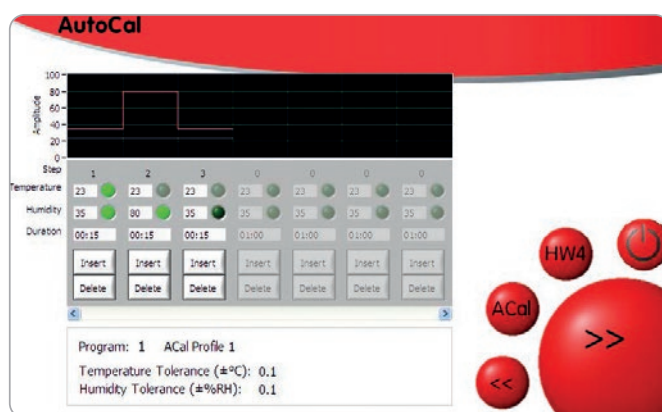 AutoCal
Amplitude
100
80
60
40
20
0
Step 1 2 3 0 0 0 0
Temperature 23 23 23 23 23 23 23
Humidity 35 80 35 35 35 35 35
Duration 00:15 00:15 00:15 01:00 01:00 01:00 01:00
Insert Insert Insert Insert Insert Insert Insert
Delete Delete Delete Delete Delete Delete Delete
Program: 1 ACal Profile 1
Temperature Tolerance (±°C): 0.1
Humidity Tolerance (±%RH): 0.1
HW4
ACal
>>
<<